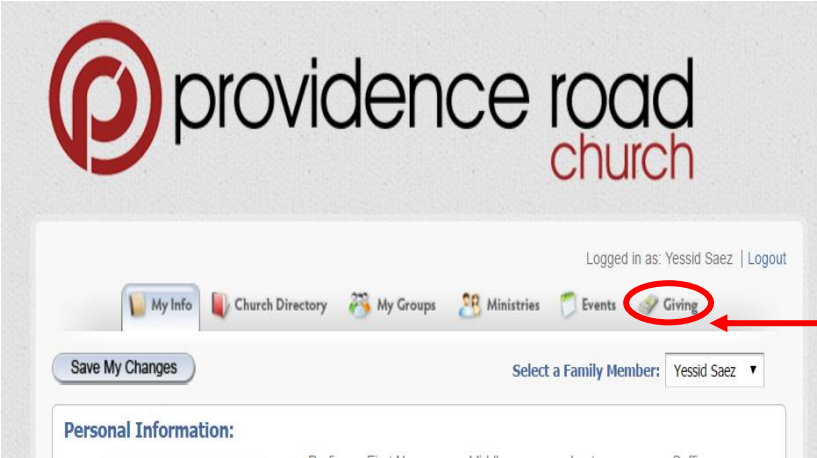 providence road
church
Logged in as: Yessid Saez | Logout
My Info Church Directory My Groups Ministries Events Giving
Save My Changes Select a Family Member: Yessid Saez
Personal Information: